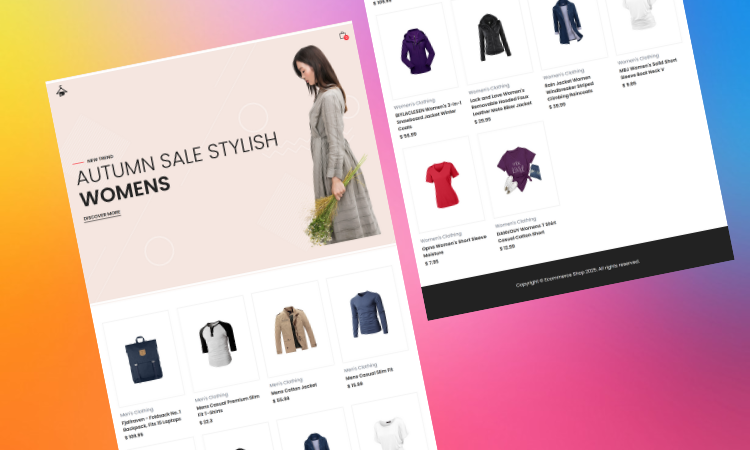 NEW TREND
AUTUMN SALE STYLISH
WOMENS
DISCOVER MORE
Men's Clothing
Fjallraven - Foldsack No. 1
Backpack, Fits 15 Laptops
$ 109.95
Men's Clothing
Mens Casual Premium Slim
Fit T-Shirts
$ 22.3
Men's Clothing
Mens Cotton Jacket
$ 55.99
Men's Clothing
Mens Casual Slim Fit
$ 15.99
$ 109.95
Women's Clothing
BIYLACLESEN Women's 3-in-1
Snowboard Jacket Winter
Coats
$ 56.99
Women's Clothing
Lock and Love Women's
Removable Hooded Faux
Leather Moto Biker Jacket
$ 29.95
Women's Clothing
Rain Jacket Women
Windbreaker Striped
Climbing Raincoats
$ 39.99
Women's Clothing
MBJ Women's Solid Short
Sleeve Boat Neck V
$ 9.85
Women's Clothing
Opna Women's Short Sleeve
Moisture
$ 7.95
Women's Clothing
DANVOUY Womens T Shirt
Casual Cotton Short
$ 12.99
Copyright © Ecommerce Shop 2025. All rights reserved.